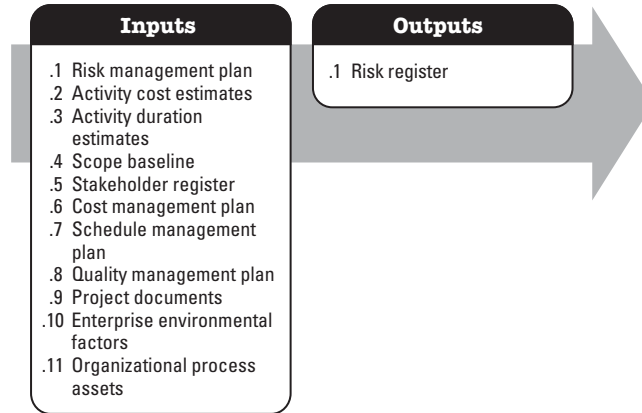 Inputs
.1 Risk management plan
.2 Activity cost estimates
.3 Activity duration
estimates
.4 Scope baseline
.5 Stakeholder register
.6 Cost management plan
.7 Schedule management
plan
.8 Quality management plan
.9 Project documents
.10 Enterprise environmental
factors
.11 Organizational process
assets
Outputs
.1 Risk register